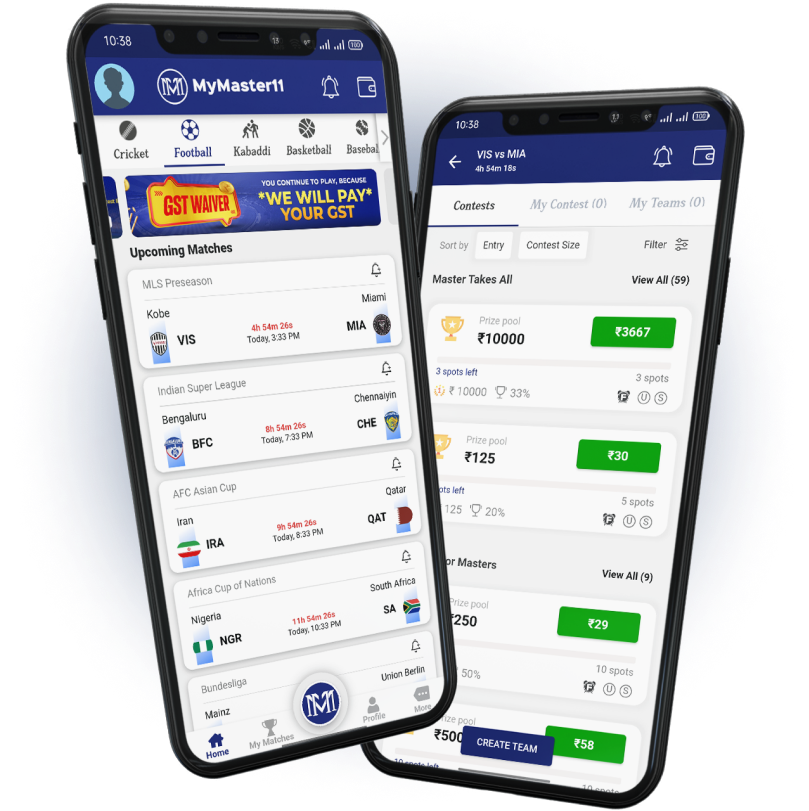 10:38
MyMaster11
Cricket
Football
Kabaddi
Basketball
GST WAIVER
YOU CONTINUE TO PLAY, BECAUSE
*WE WILL PAY*
YOUR GST
Upcoming Matches
MLS Preseason
Kobe
Miami
VIS
4h 54m 26s
MIA
Today, 3:33 PM
Indian Super League
Bengaluru
Chennaiyin
BFC
8h 54m 26s
CHE
Today, 7:33 PM
AFC Asian Cup
Iran
Qatar
IRA
9h 54m 26s
QAT
Today, 8:33 PM
Africa Cup of Nations
Nigeria
South Africa
NGR
11h 54m 26s
SA
Today, 10:33 PM
Bundesliga
Mainz
Union Berlin
Home
My Matches
Profile
More
10:38
100
VIS vs MIA
4h 54m 18s
Contests
My Contest (0)
My Teams (0)
Sort by
Entry
Contest Size
Filter
Master Takes All
View All (59)
Prize pool
₹10000
₹3667
3 spots left
3 spots
₹ 10000
33%
F
U
S
Prize pool
₹125
₹30
ots left
5 spots
125
20%
F
U
S
or Masters
View All (9)
Prize pool
₹250
₹29
10 spots
50%
F
U
S
Prize pool
₹500
CREATE TEAM
₹58
10 spots left
10 spots